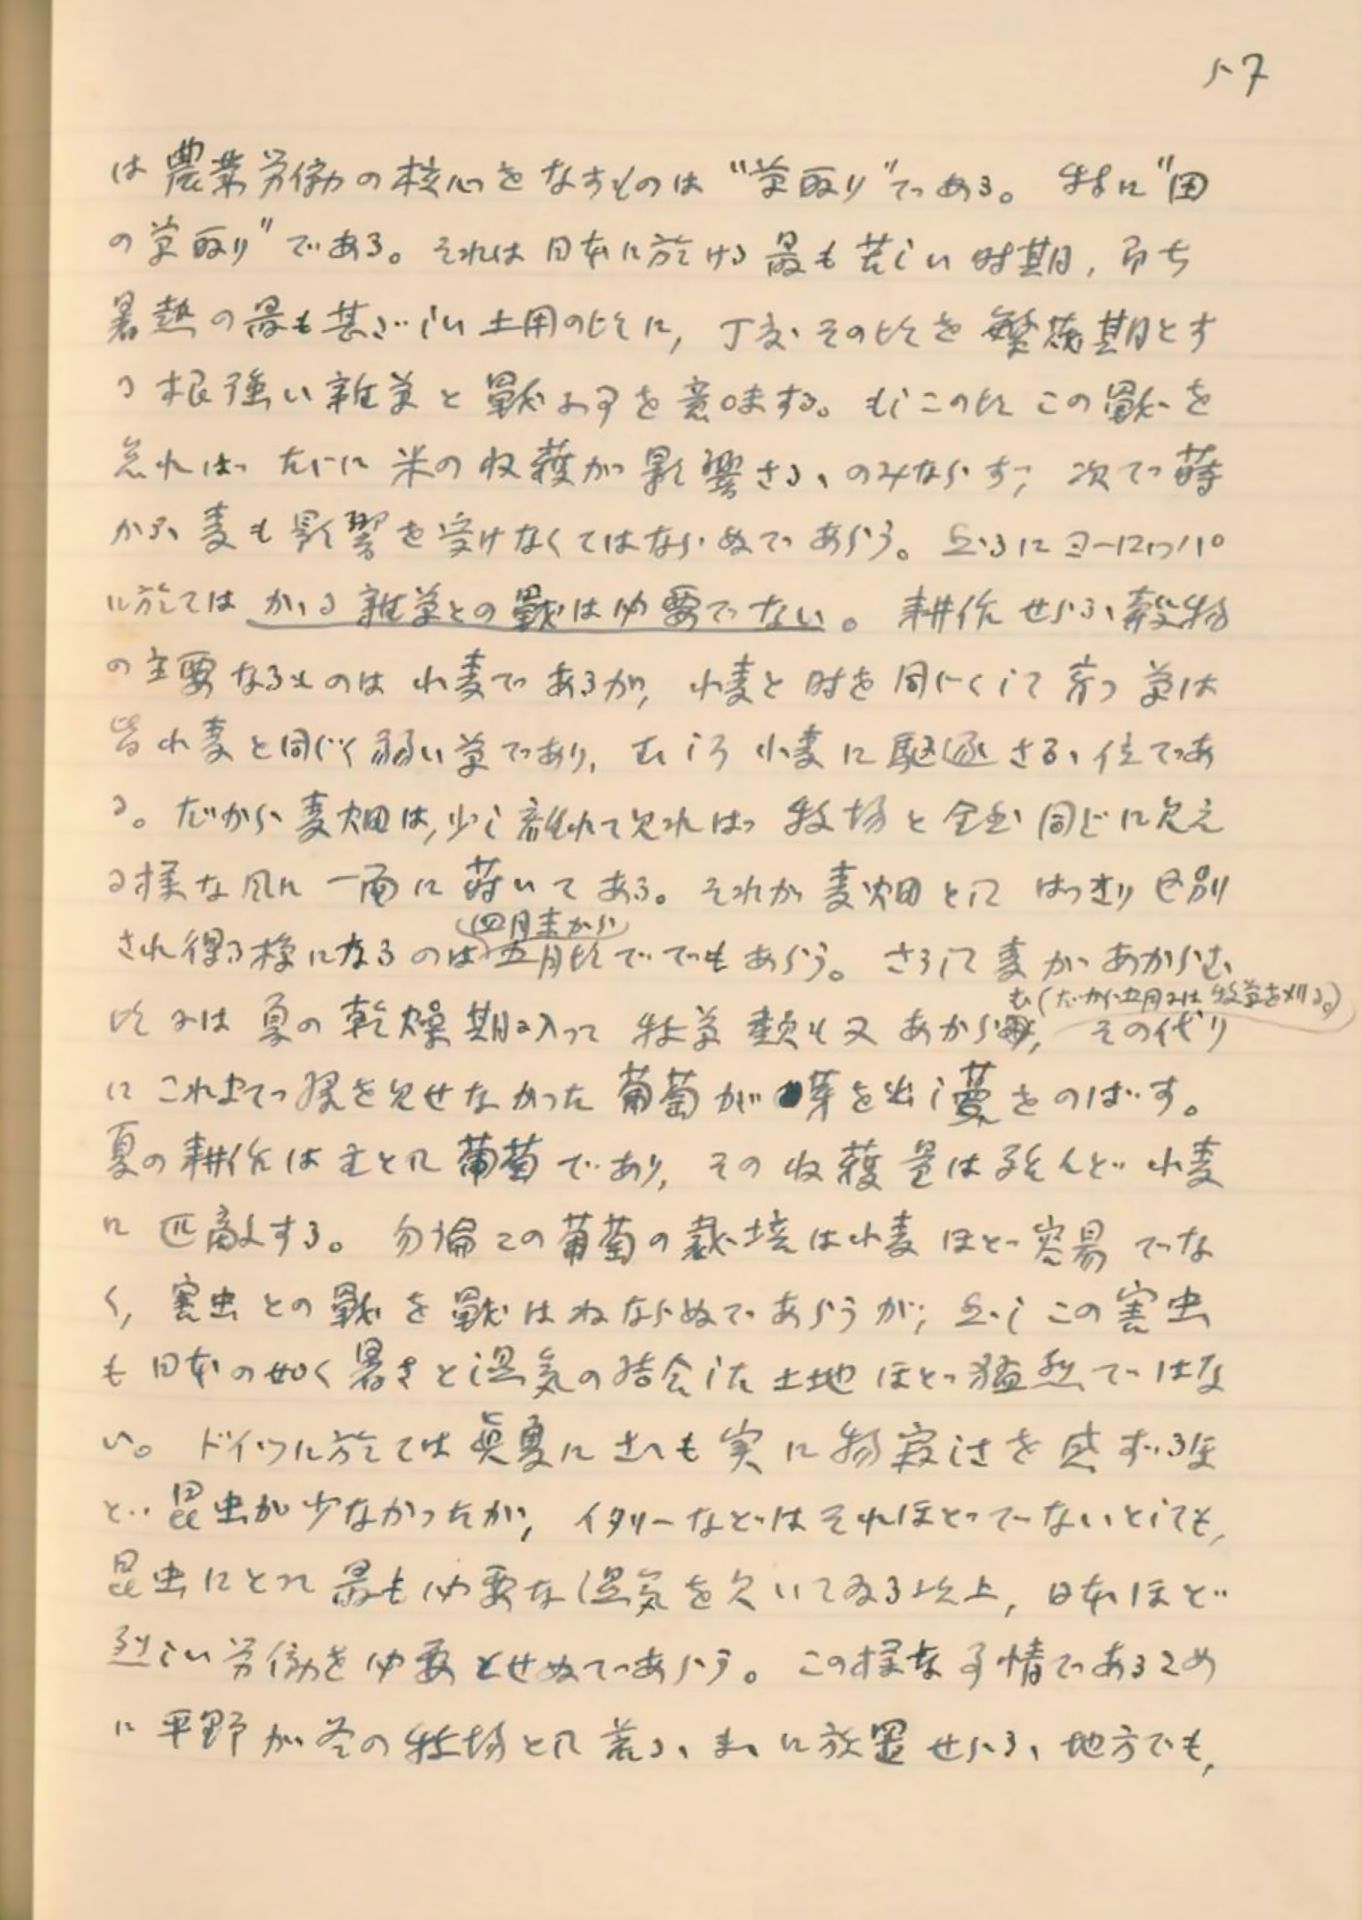 57
は農業労働の核心をなすものは“草取り”である。 特に“田
の草取り”である。それは日本に於ける最も苦しい時期、即ち
暑熱の最も甚だしい土用の比に、丁度その比を繁茂期とす
る根強い雑草と戦ふ事を意味する。もしこの比この戦を
怠れば 直ちに米の収穫が影響さるゝのみならず、次で蒔
かるゝ麦も影響を受けなくてはならぬであらう。然るにヨーロッパ
に於ては かゝる雑草との戦は必要でない。 耕作せらるゝ穀物
の主要なるものは小麦であるが、小麦と時を同じくして育つ草は
皆小麦と同じく弱い草であり、むしろ小麦に駆逐さるゝ位であ
る。だから麦畑は、少し離れて見れば 牧場と全然同じに見え
る様な風に一面に蒔いてある。それが麦畑として はっきり区別
され得る様になるのは(四月末から)五月比ででもあらう。さうして麦があからむ
比には夏の乾燥期に入つて 牧草類も又あからむ(だから五月には牧草を刈る。)、その代り
にこれまで 緑を見せなかった葡萄が芽を出し蔓をのばす。
夏の耕作は主として葡萄であり、その収穫量は殆んど小麦
に匹敵する。 勿論この葡萄の栽培は小麦ほど容易でな
く、害虫との戦を戦はねならぬであらうが、然しこの害虫
も日本の如く暑さと湿気の結合した土地ほど猛烈ではな
い。 ドイツに於ては眞夏にさへも実に物寂しさを感ずるほ
ど昆虫が少なかったが、イタリーなどはそれほどでないとしても、
昆虫にとって最も必要な湿気を欠いてゐる以上、日本ほど
烈しい労働を必要とせぬであらう。この様な事情であるため
に平野が冬の牧場として荒るゝまゝに放置せらるゝ地方でも、